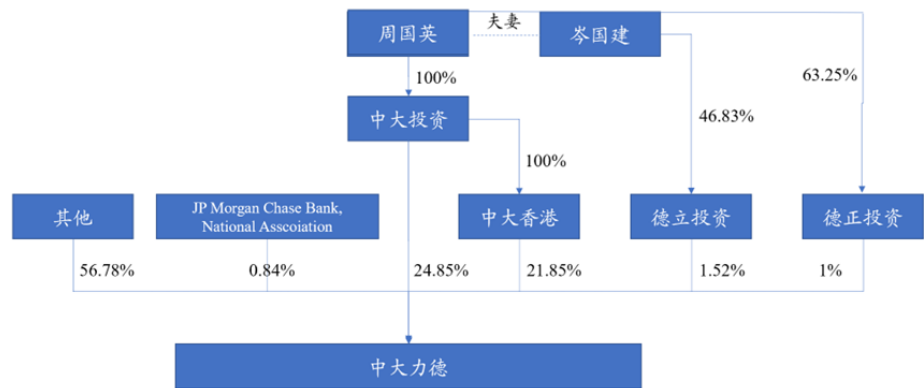 夫妻
周国英
岑国建
100%
63.25%
中大投资
46.83%
100%
其他
JP Morgan Chase Bank,
National Asscoiation
中大香港
德立投资
德正投资
56.78%
0.84%
24.85%
21.85%
1.52%
1%
中大力德